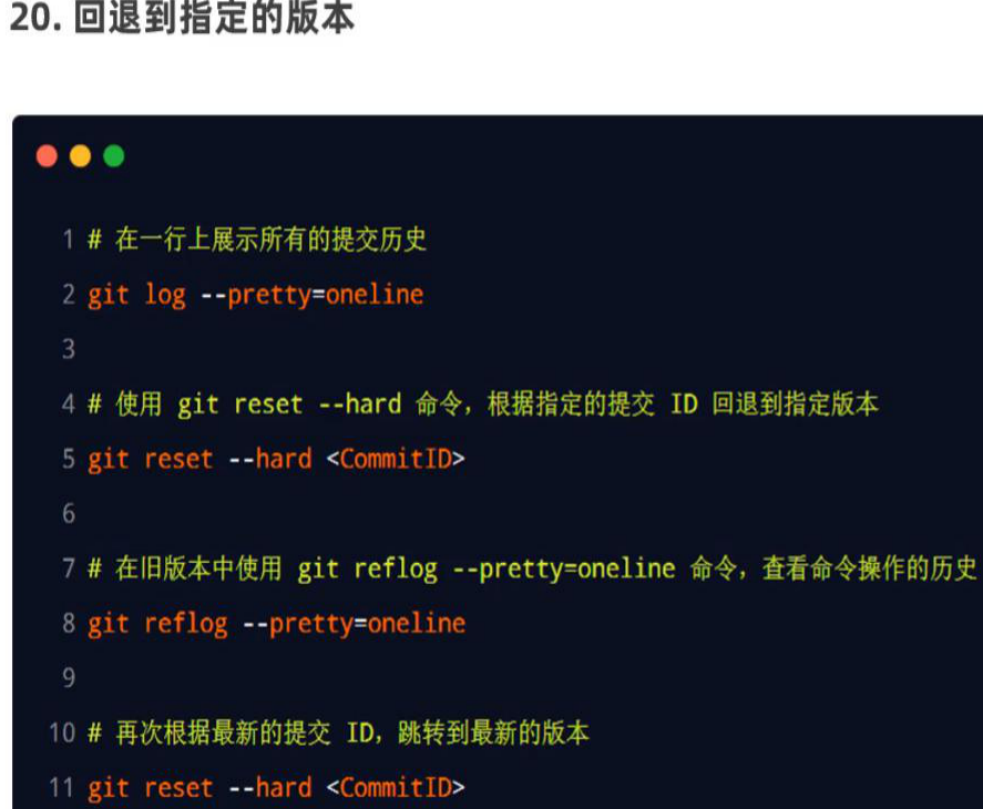 20. 回退到指定的版本
1 # 在一行上展示所有的提交历史
2 git log --pretty=oneline
3
4 # 使用 git reset --hard 命令，根据指定的提交 ID 回退到指定版本
5 git reset --hard <CommitID>
6
7 # 在旧版本中使用 git reflog --pretty=oneline 命令，查看命令操作的历史
8 git reflog --pretty=oneline
9
10 # 再次根据最新的提交 ID，跳转到最新的版本
11 git reset --hard <CommitID>